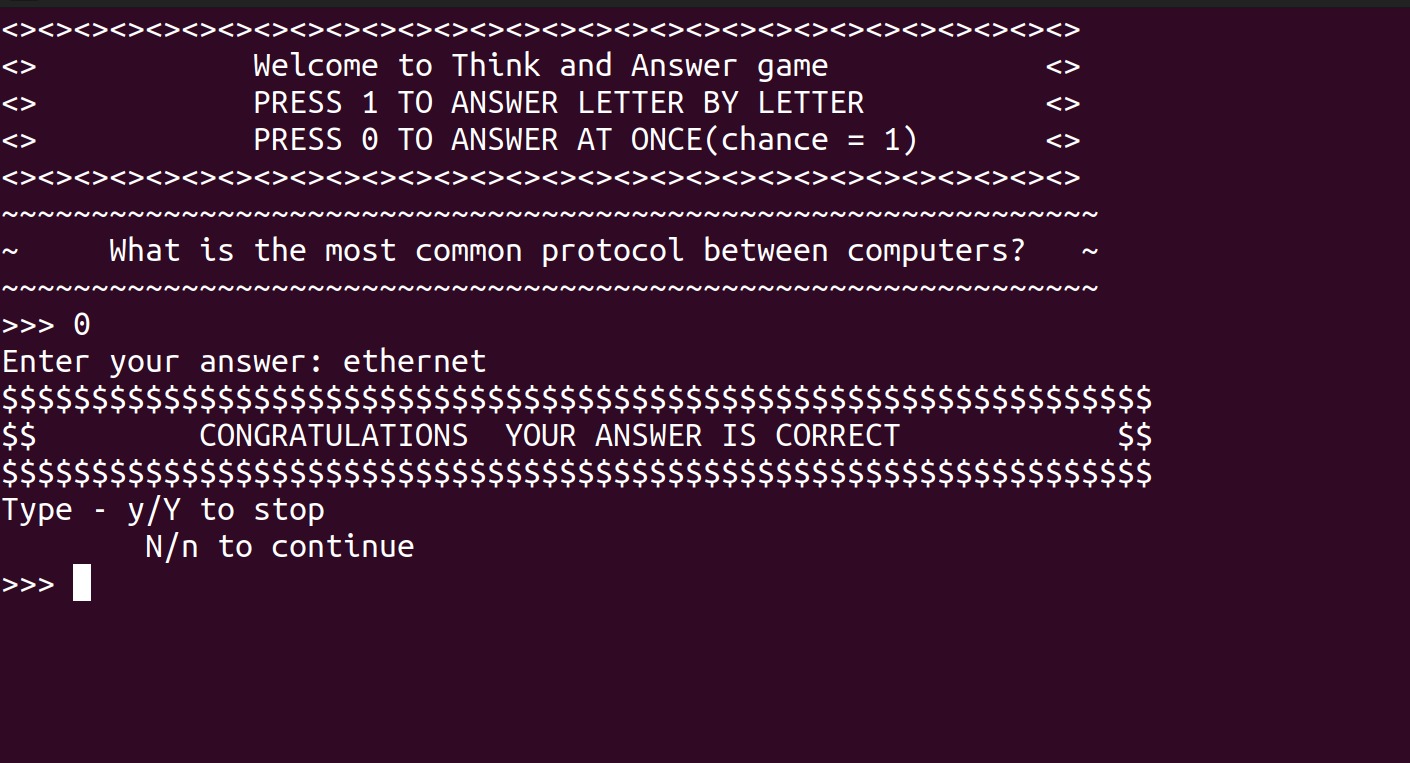 <><><><><><><><><><><><><><><><><><><><><><><><><><><><><><>
<>            Welcome to Think and Answer game            <>
<>            PRESS 1 TO ANSWER LETTER BY LETTER          <>
<>            PRESS 0 TO ANSWER AT ONCE(chance = 1)       <>
<><><><><><><><><><><><><><><><><><><><><><><><><><><><><><>
~~~~~~~~~~~~~~~~~~~~~~~~~~~~~~~~~~~~~~~~~~~~~~~~~~~~~~~~~~~~~
~     What is the most common protocol between computers?   ~
~~~~~~~~~~~~~~~~~~~~~~~~~~~~~~~~~~~~~~~~~~~~~~~~~~~~~~~~~~~~~
>>> 0
Enter your answer: ethernet
$$$$$$$$$$$$$$$$$$$$$$$$$$$$$$$$$$$$$$$$$$$$$$$$$$$$$$$$$$$$$$$$
$$         CONGRATULATIONS  YOUR ANSWER IS CORRECT            $$
$$$$$$$$$$$$$$$$$$$$$$$$$$$$$$$$$$$$$$$$$$$$$$$$$$$$$$$$$$$$$$$$
Type - y/Y to stop
        N/n to continue
>>>